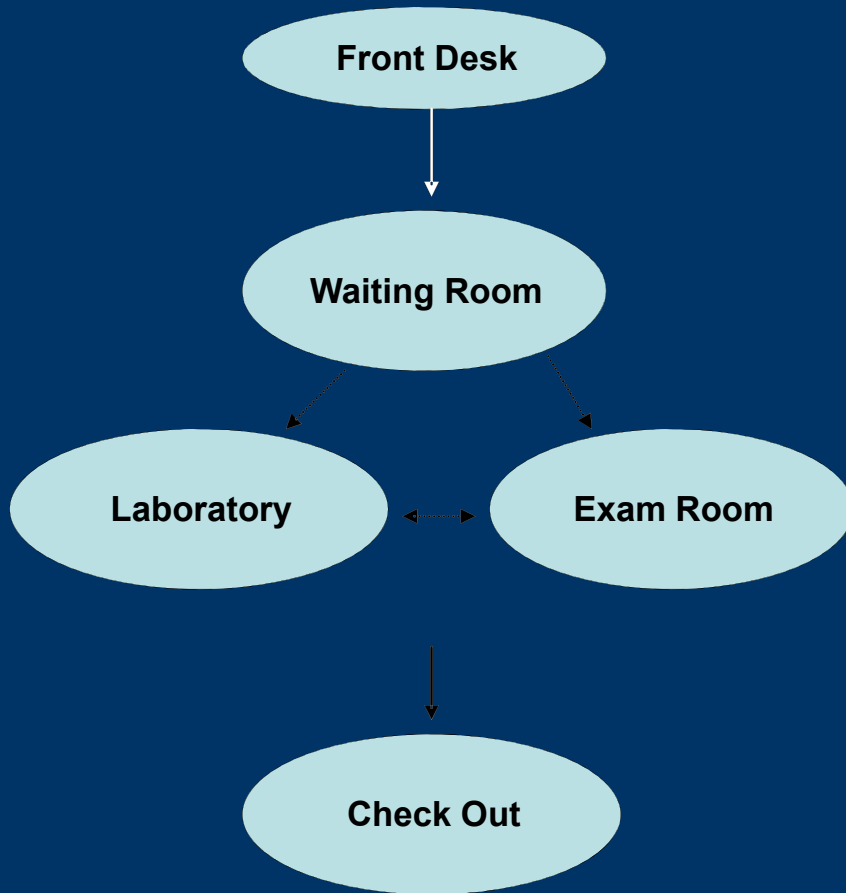 Front Desk
Waiting Room
Laboratory
Exam Room
Check Out